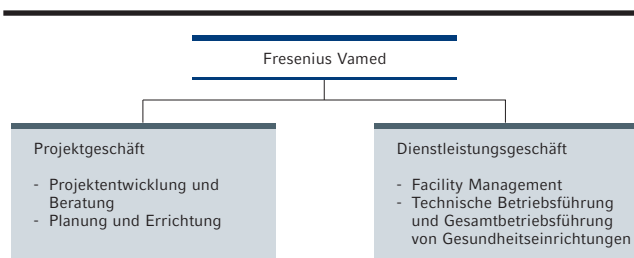 Fresenius Vamed
Projektgeschäft
- Projektentwicklung und
Beratung
- Planung und Errichtung
Dienstleistungsgeschäft
- Facility Management
- Technische Betriebsführung
und Gesamtbetriebsführung
von Gesundheitseinrichtungen